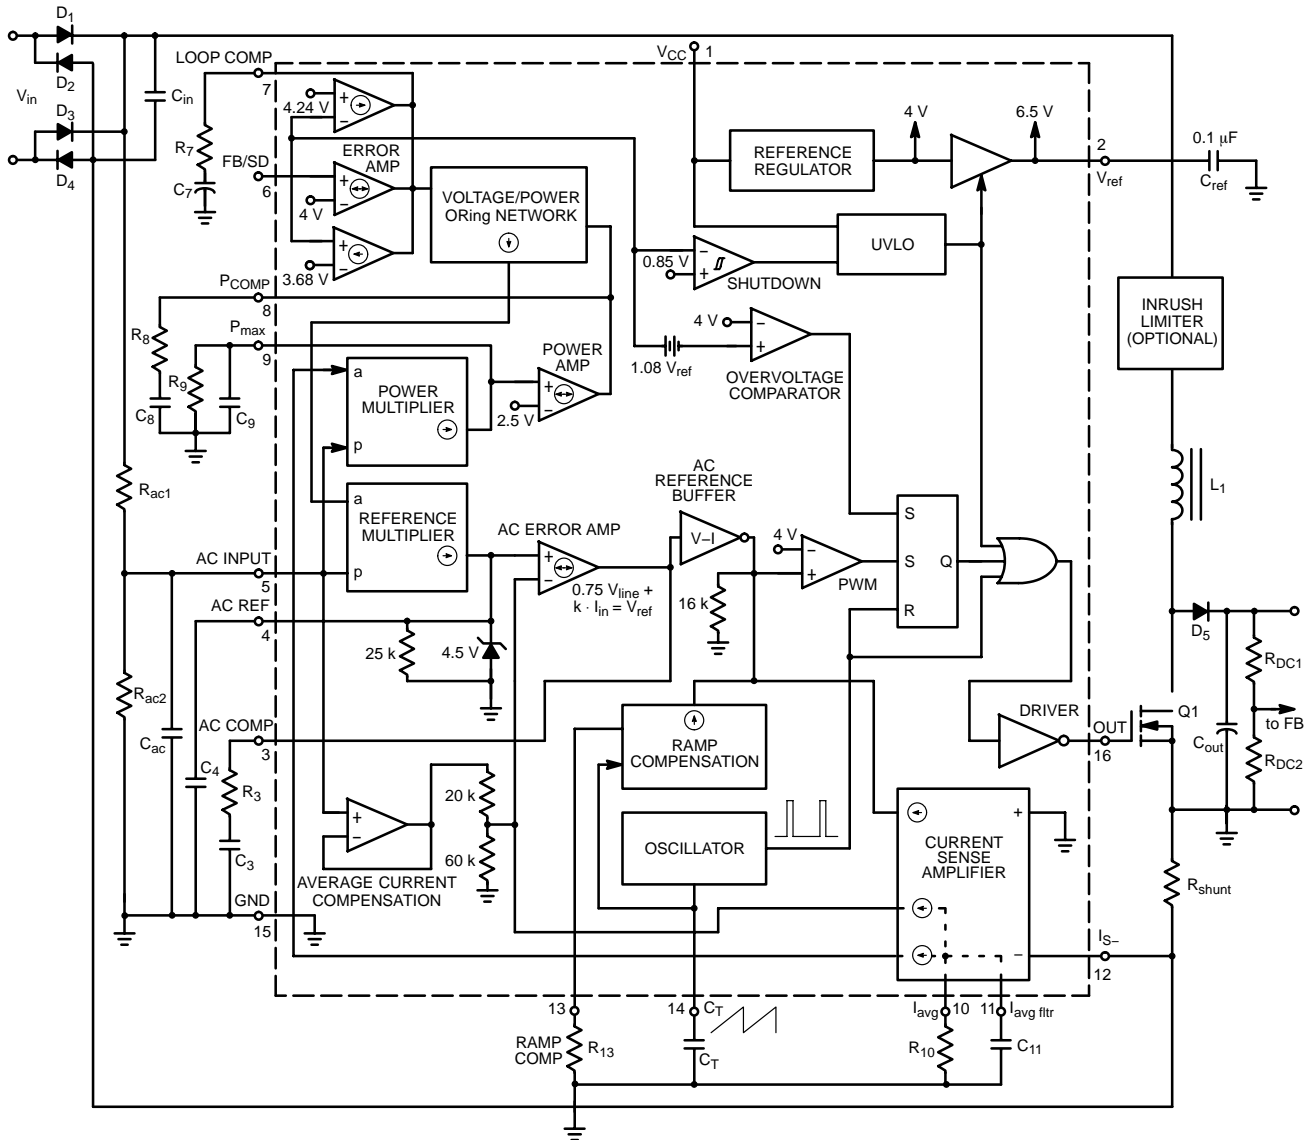 D1
D2
Vin
D3
D4
Cin
LOOP COMP
7
R7
C7
4.24 V
+
−
ERROR
AMP
FB/SD
6
4 V
+
−
3.68 V
+
−
VOLTAGE/POWER
ORing NETWORK
PCOMP
8
R8
C8
Pmax
9
R9
C9
a
POWER
MULTIPLIER
p
POWER
AMP
+
−
2.5 V
VCC
1
REFERENCE
REGULATOR
4 V
6.5 V
2
Vref
0.1 μF
Cref
UVLO
0.85 V
−
+
SHUTDOWN
4 V
−
+
1.08 Vref
OVERVOLTAGE
COMPARATOR
INRUSH
LIMITER
(OPTIONAL)
L1
Rac1
a
REFERENCE
MULTIPLIER
p
AC INPUT
5
AC REF
4
AC ERROR AMP
+
−
0.75 Vline +
k · Iin = Vref
AC
REFERENCE
BUFFER
V–I
16 k
4 V
−
+
PWM
S
S
Q
R
25 k
4.5 V
Rac2
Cac
C4
AC COMP
3
R3
C3
+
−
20 k
60 k
AVERAGE CURRENT
COMPENSATION
GND
15
RAMP
COMPENSATION
OSCILLATOR
DRIVER
OUT
16
Q1
D5
Cout
RDC1
to FB
RDC2
+
CURRENT
SENSE
AMPLIFIER
−
Rshunt
IS−
12
13
RAMP
COMP
R13
14
CT
CT
Iavg
10
R10
11
Iavg fltr
C11